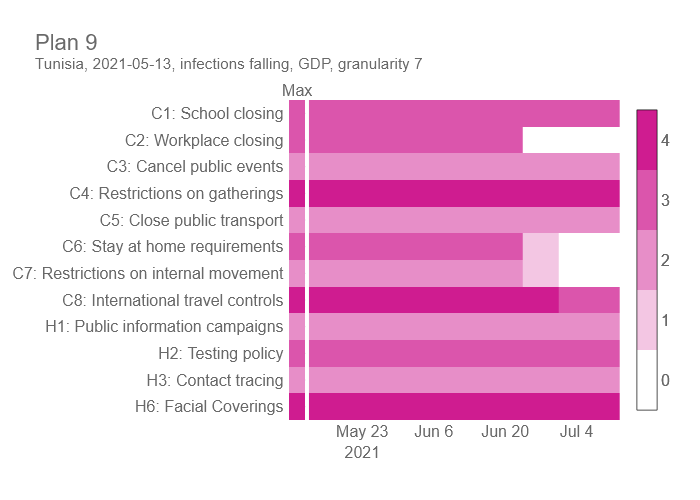 Plan 9
Tunisia, 2021-05-13, infections falling, GDP, granularity 7
Max
C1: School closing
C2: Workplace closing
C3: Cancel public events
C4: Restrictions on gatherings
C5: Close public transport
C6: Stay at home requirements
C7: Restrictions on internal movement
C8: International travel controls
H1: Public information campaigns
H2: Testing policy
H3: Contact tracing
H6: Facial Coverings
May 23 Jun 6 Jun 20 Jul 4
2021
4
3
2
1
0